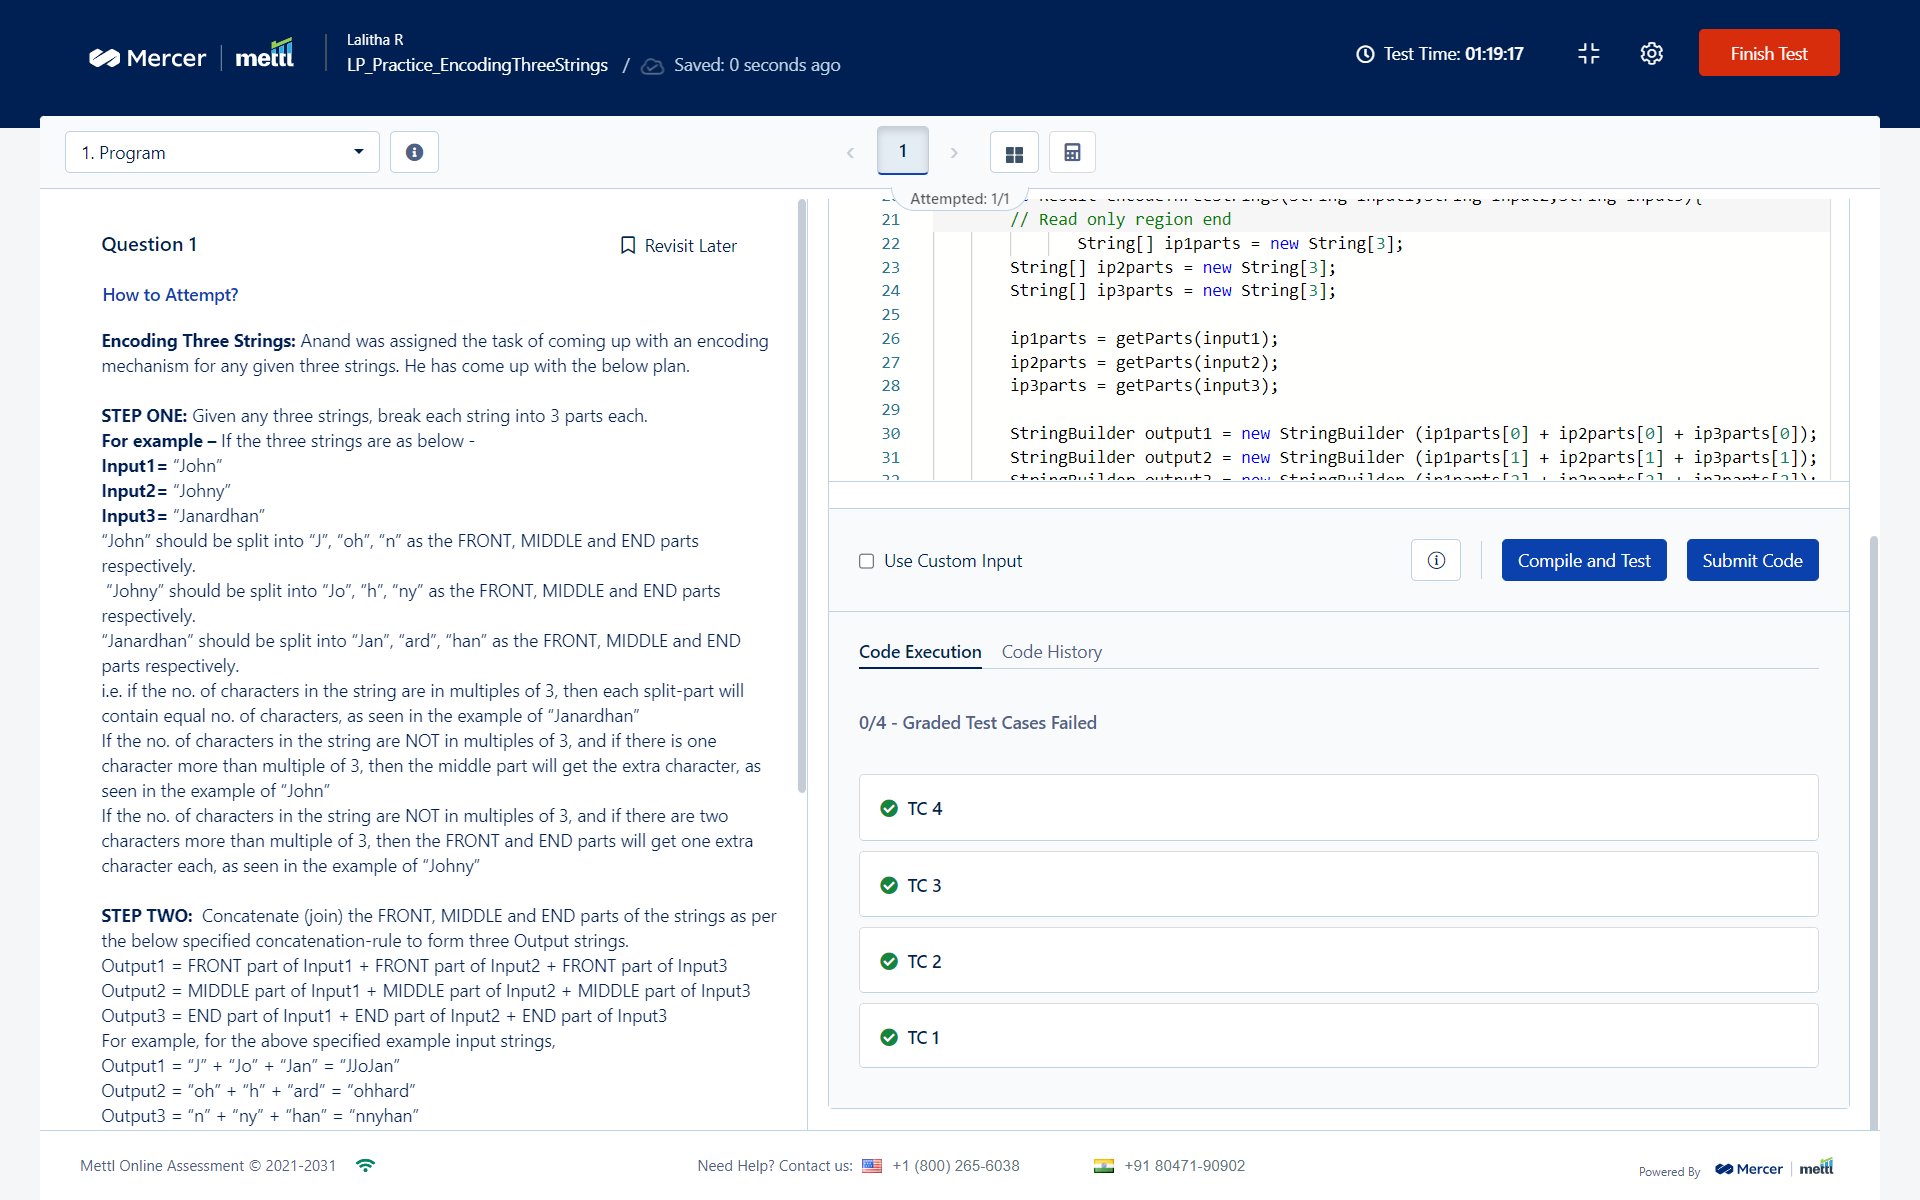 Mercer mettl
Lalitha R
LP_Practice_EncodingThreeStrings / Saved: 0 seconds ago
Test Time: 01:19:17
Finish Test
1. Program
1
Attempted: 1/1
Question 1
Revisit Later
How to Attempt?
Encoding Three Strings: Anand was assigned the task of coming up with an encoding
mechanism for any given three strings. He has come up with the below plan.
STEP ONE: Given any three strings, break each string into 3 parts each.
For example – If the three strings are as below -
Input1= “John”
Input2= “Johny”
Input3= “Janardhan”
“John” should be split into “J”, “oh”, “n” as the FRONT, MIDDLE and END parts
respectively.
“Johny” should be split into “Jo”, “h”, “ny” as the FRONT, MIDDLE and END parts
respectively.
“Janardhan” should be split into “Jan”, “ard”, “han” as the FRONT, MIDDLE and END
parts respectively.
i.e. if the no. of characters in the string are in multiples of 3, then each split-part will
contain equal no. of characters, as seen in the example of “Janardhan”
If the no. of characters in the string are NOT in multiples of 3, and if there is one
character more than multiple of 3, then the middle part will get the extra character, as
seen in the example of “John”
If the no. of characters in the string are NOT in multiples of 3, and if there are two
characters more than multiple of 3, then the FRONT and END parts will get one extra
character each, as seen in the example of “Johny”
STEP TWO: Concatenate (join) the FRONT, MIDDLE and END parts of the strings as per
the below specified concatenation-rule to form three Output strings.
Output1 = FRONT part of Input1 + FRONT part of Input2 + FRONT part of Input3
Output2 = MIDDLE part of Input1 + MIDDLE part of Input2 + MIDDLE part of Input3
Output3 = END part of Input1 + END part of Input2 + END part of Input3
For example, for the above specified example input strings,
Output1 = “J” + “Jo” + “Jan” = “JJoJan”
Output2 = “oh” + “h” + “ard” = “ohhard”
Output3 = “n” + “ny” + “han” = “nnyhan”
21 // Read only region end
22 String[] ip1parts = new String[3];
23 String[] ip2parts = new String[3];
24 String[] ip3parts = new String[3];
25
26 ip1parts = getParts(input1);
27 ip2parts = getParts(input2);
28 ip3parts = getParts(input3);
29
30 StringBuilder output1 = new StringBuilder (ip1parts[0] + ip2parts[0] + ip3parts[0]);
31 StringBuilder output2 = new StringBuilder (ip1parts[1] + ip2parts[1] + ip3parts[1]);
Use Custom Input
Compile and Test
Submit Code
Code Execution
Code History
0/4 - Graded Test Cases Failed
TC 4
TC 3
TC 2
TC 1
Mettl Online Assessment © 2021-2031
Need Help? Contact us: +1 (800) 265-6038
+91 80471-90902
Powered By Mercer mettl